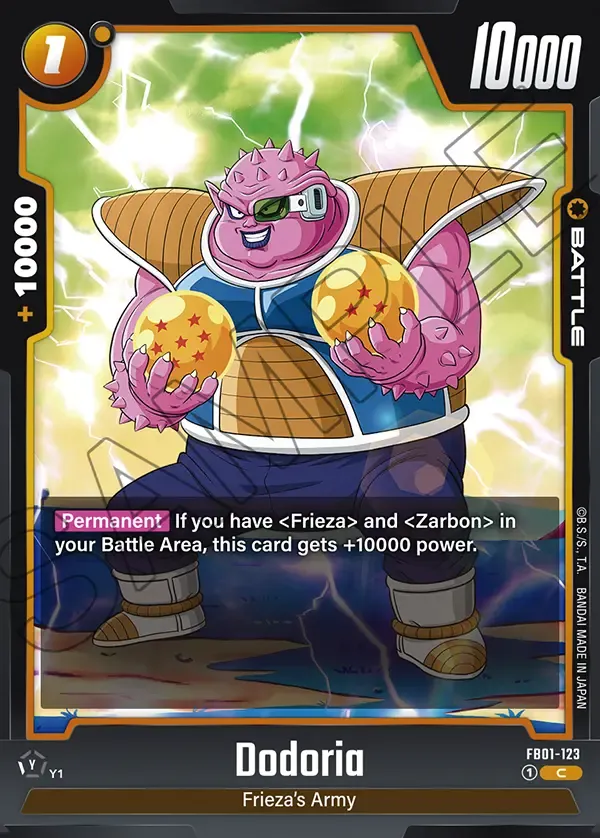 1
10000
+10000
BATTLE
SAMPLE
Permanent If you have <Frieza> and <Zarbon> in
your Battle Area, this card gets +10000 power.
©B.S./S., T.A. BANDAI MADE IN JAPAN
Y Y1
Dodoria
FB01-123
1 C
Frieza's Army